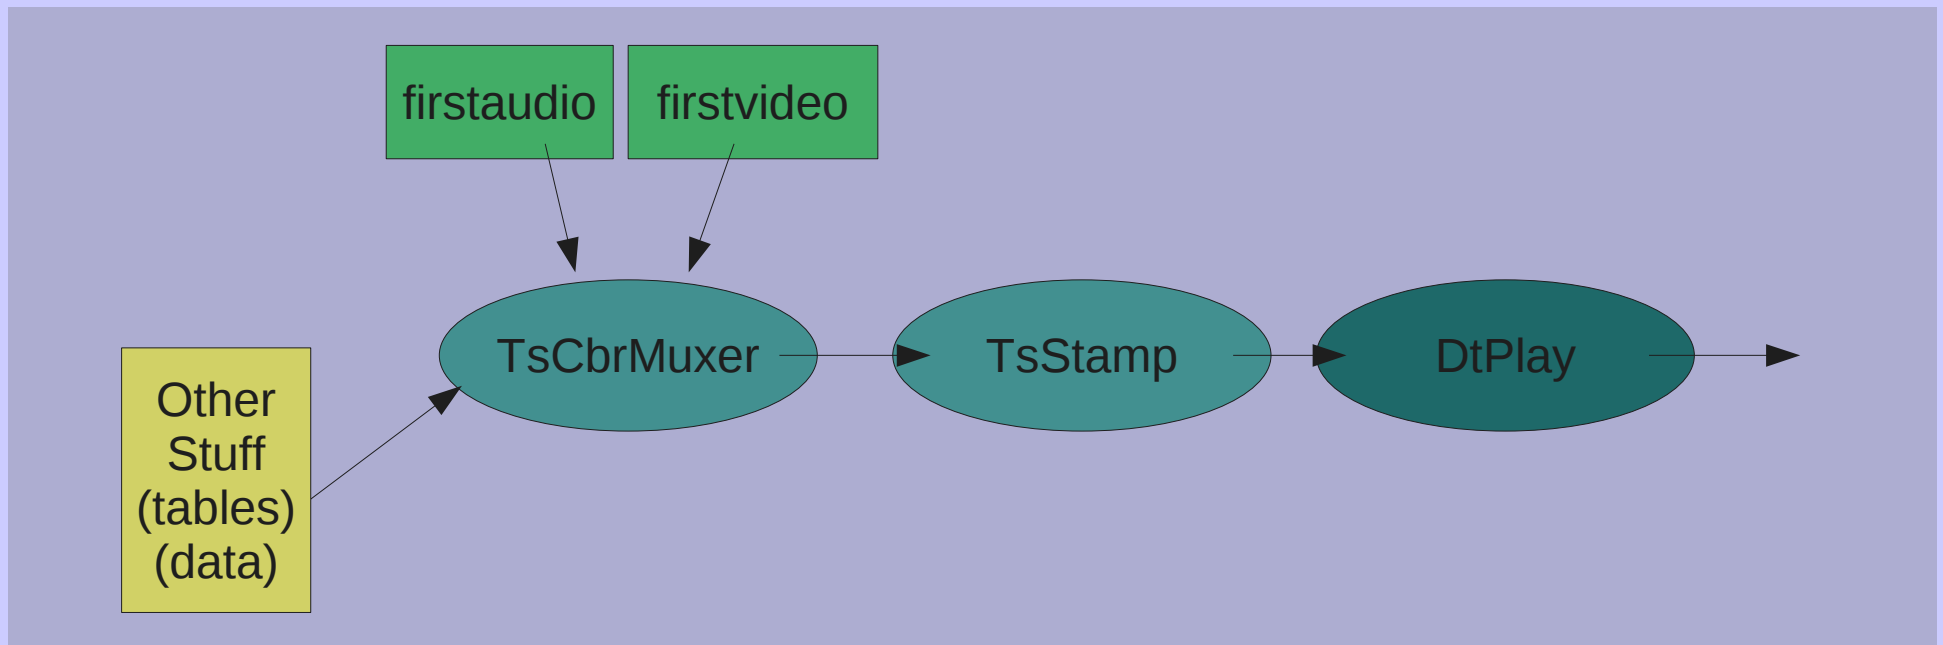 firstaudio
firstvideo
TsCbrMuxer
TsStamp
DtPlay
Other
Stuff
(tables)
(data)